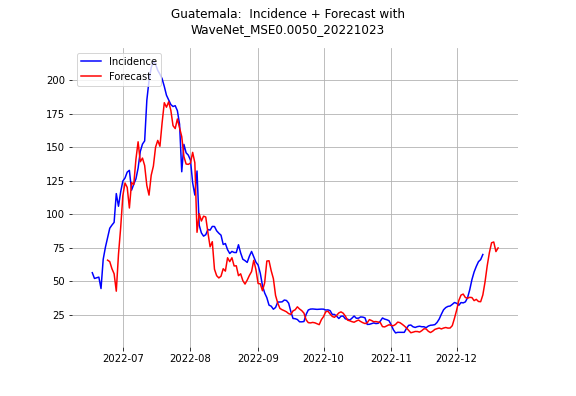 Guatemala:  Incidence + Forecast with
WaveNet_MSE0.0050_20221023
Incidence
Forecast
200
175
150
125
100
75
50
25
2022-07 2022-08 2022-09 2022-10 2022-11 2022-12